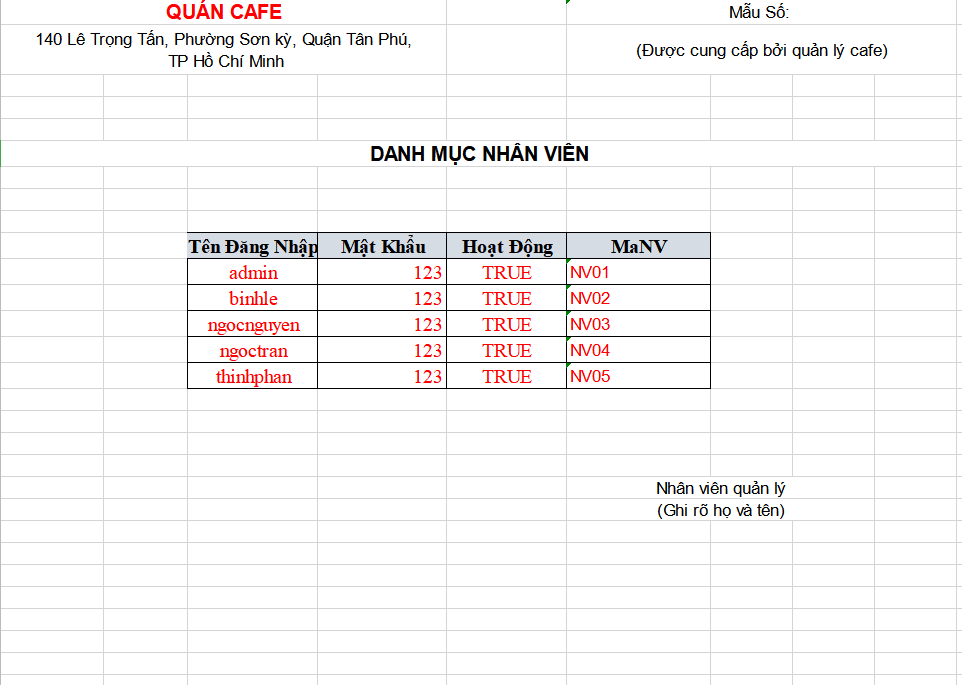 QUÁN CAFE
Mẫu Số:
140 Lê Trọng Tấn, Phường Sơn kỳ, Quận Tân Phú,
TP Hồ Chí Minh
(Được cung cấp bởi quản lý cafe)
DANH MỤC NHÂN VIÊN
Tên Đăng Nhập Mật Khẩu Hoạt Động MaNV
admin 123 TRUE NV01
binhle 123 TRUE NV02
ngocnguyen 123 TRUE NV03
ngoctran 123 TRUE NV04
thinhphan 123 TRUE NV05
Nhân viên quản lý
(Ghi rõ họ và tên)